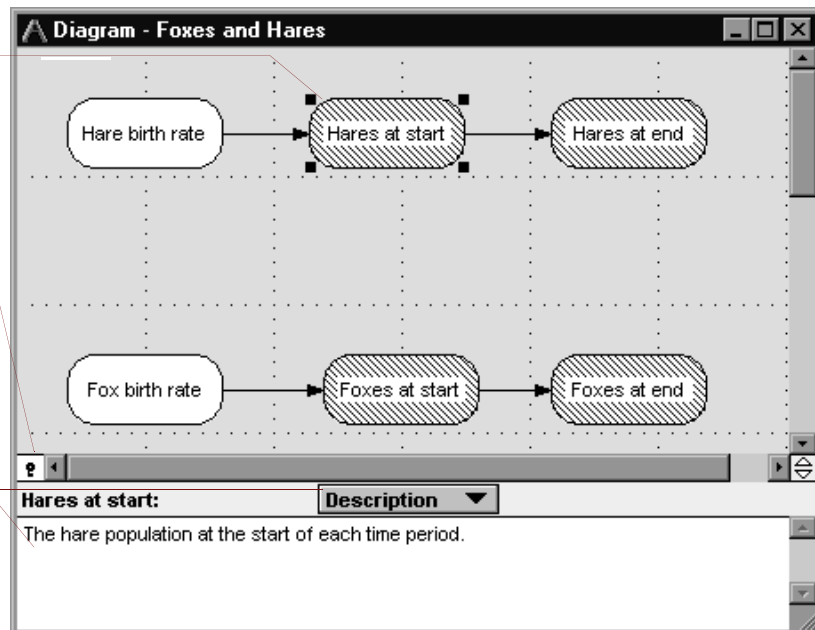 Diagram - Foxes and Hares
Hare birth rate
Hares at start
Hares at end
Fox birth rate
Foxes at start
Foxes at end
?
Hares at start:
Description
The hare population at the start of each time period.